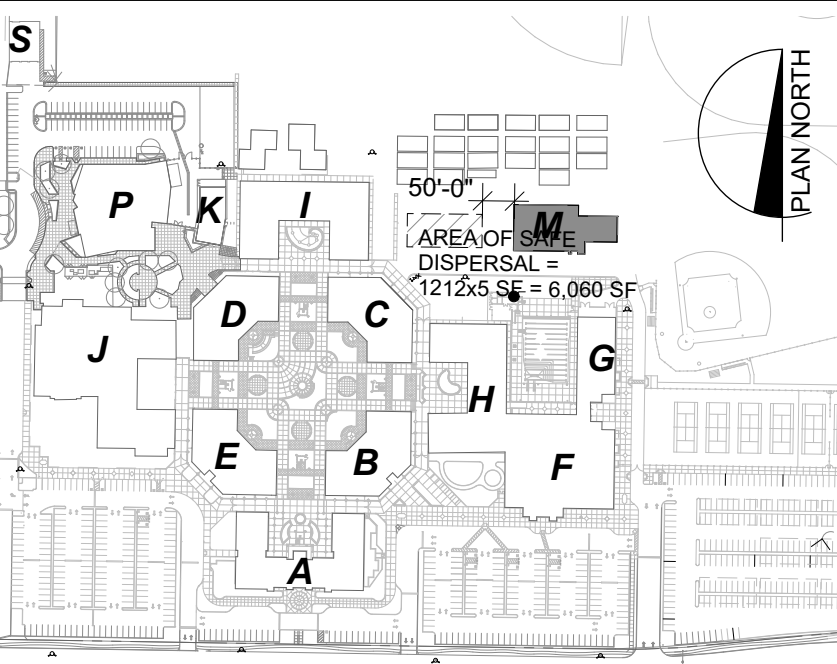 S
PLAN NORTH
50'-0"
P
K
I
M
AREA OF SAFE
DISPERSAL =
1212x5 SF = 6,060 SF
D
C
J
G
H
E
B
F
A